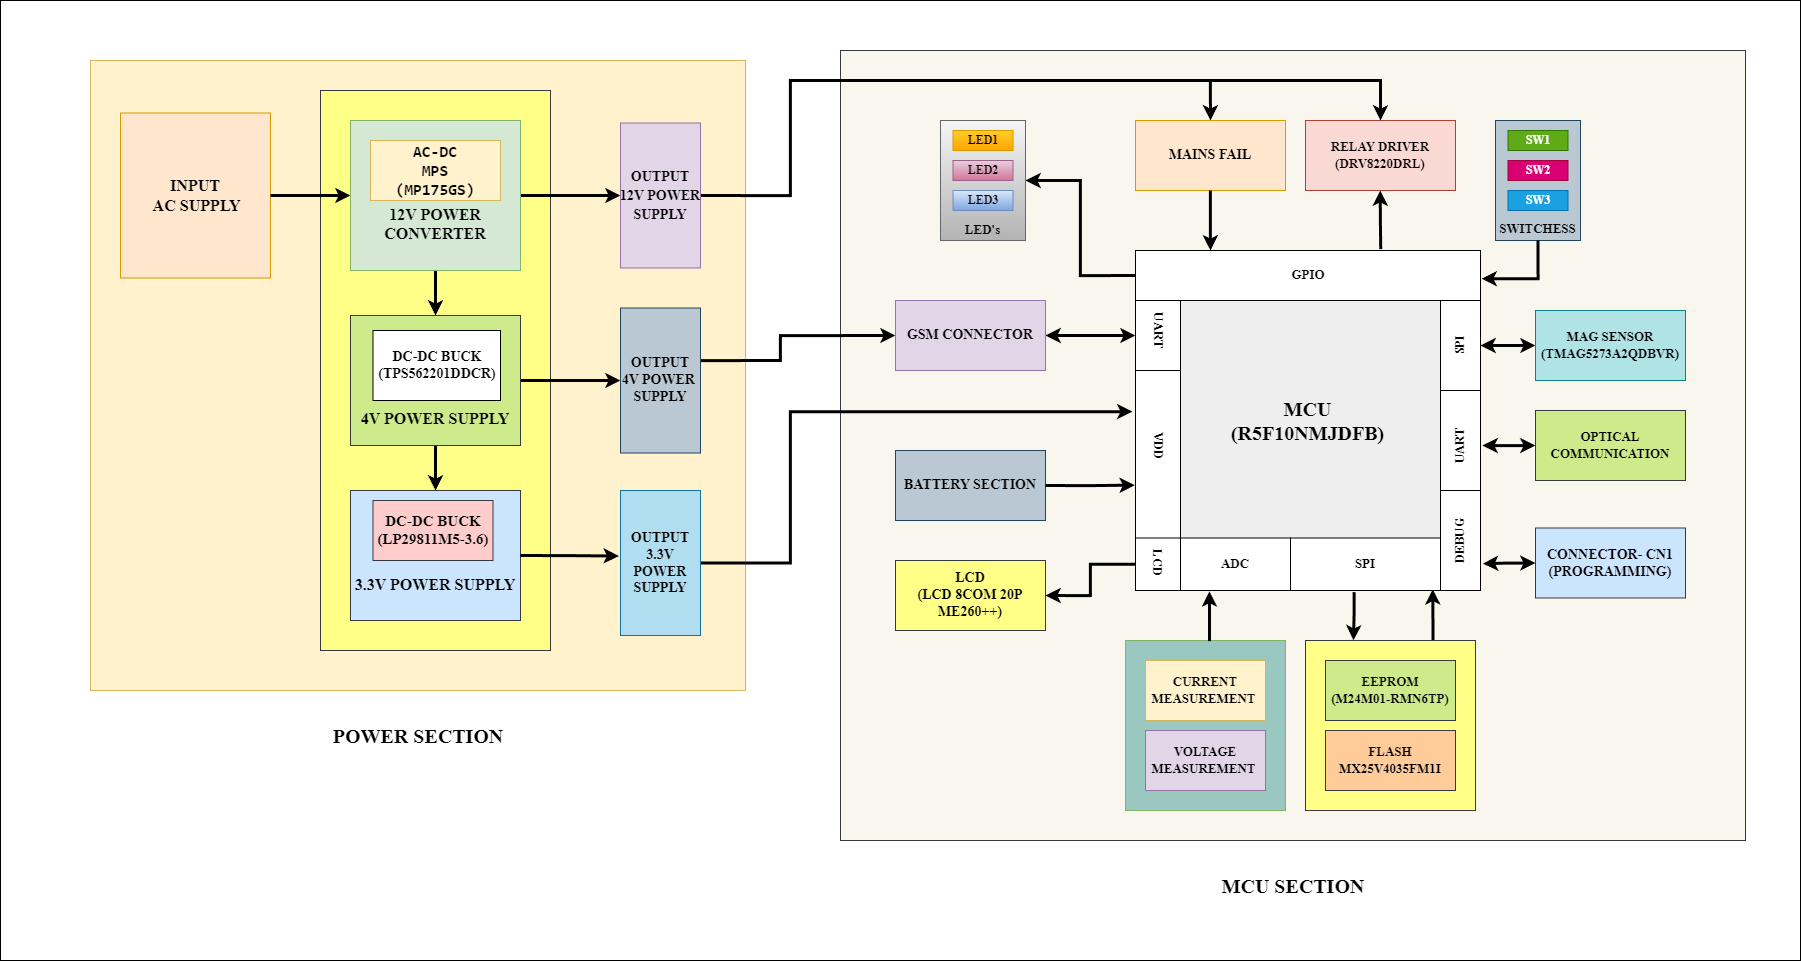 INPUT
AC SUPPLY
AC-DC
MPS
(MP175GS)
12V POWER
CONVERTER
DC-DC BUCK
(TPS562201DDCR)
4V POWER SUPPLY
DC-DC BUCK
(LP29811M5-3.6)
3.3V POWER SUPPLY
OUTPUT
12V POWER
SUPPLY
OUTPUT
4V POWER
SUPPLY
OUTPUT
3.3V
POWER
SUPPLY
POWER SECTION
LED1
LED2
LED3
LED's
MAINS FAIL
RELAY DRIVER
(DRV8220DRL)
SW1
SW2
SW3
SWITCHESS
GPIO
GSM CONNECTOR
UART
SPI
MAG SENSOR
(TMAG5273A2QDBVR)
MCU
(R5F10NMJDFB)
VDD
UART
OPTICAL
COMMUNICATION
BATTERY SECTION
DEBUG
CONNECTOR- CN1
(PROGRAMMING)
LCD
(LCD 8COM 20P
ME260++)
LCD
ADC
SPI
CURRENT
MEASUREMENT
VOLTAGE
MEASUREMENT
EEPROM
(M24M01-RMN6TP)
FLASH
MX25V4035FM1I
MCU SECTION